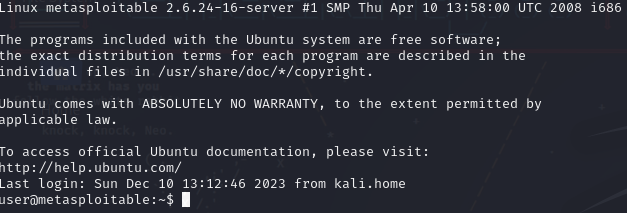 Linux metasploitable 2.6.24-16-server #1 SMP Thu Apr 10 13:58:00 UTC 2008 i686
The programs included with the Ubuntu system are free software;
the exact distribution terms for each program are described in the
individual files in /usr/share/doc/*/copyright.
the matrix has you
Ubuntu comes with ABSOLUTELY NO WARRANTY, to the extent permitted by
applicable law.
knock, knock, Neo.
To access official Ubuntu documentation, please visit:
http://help.ubuntu.com/
Last login: Sun Dec 10 13:12:46 2023 from kali.home
user@metasploitable:~$